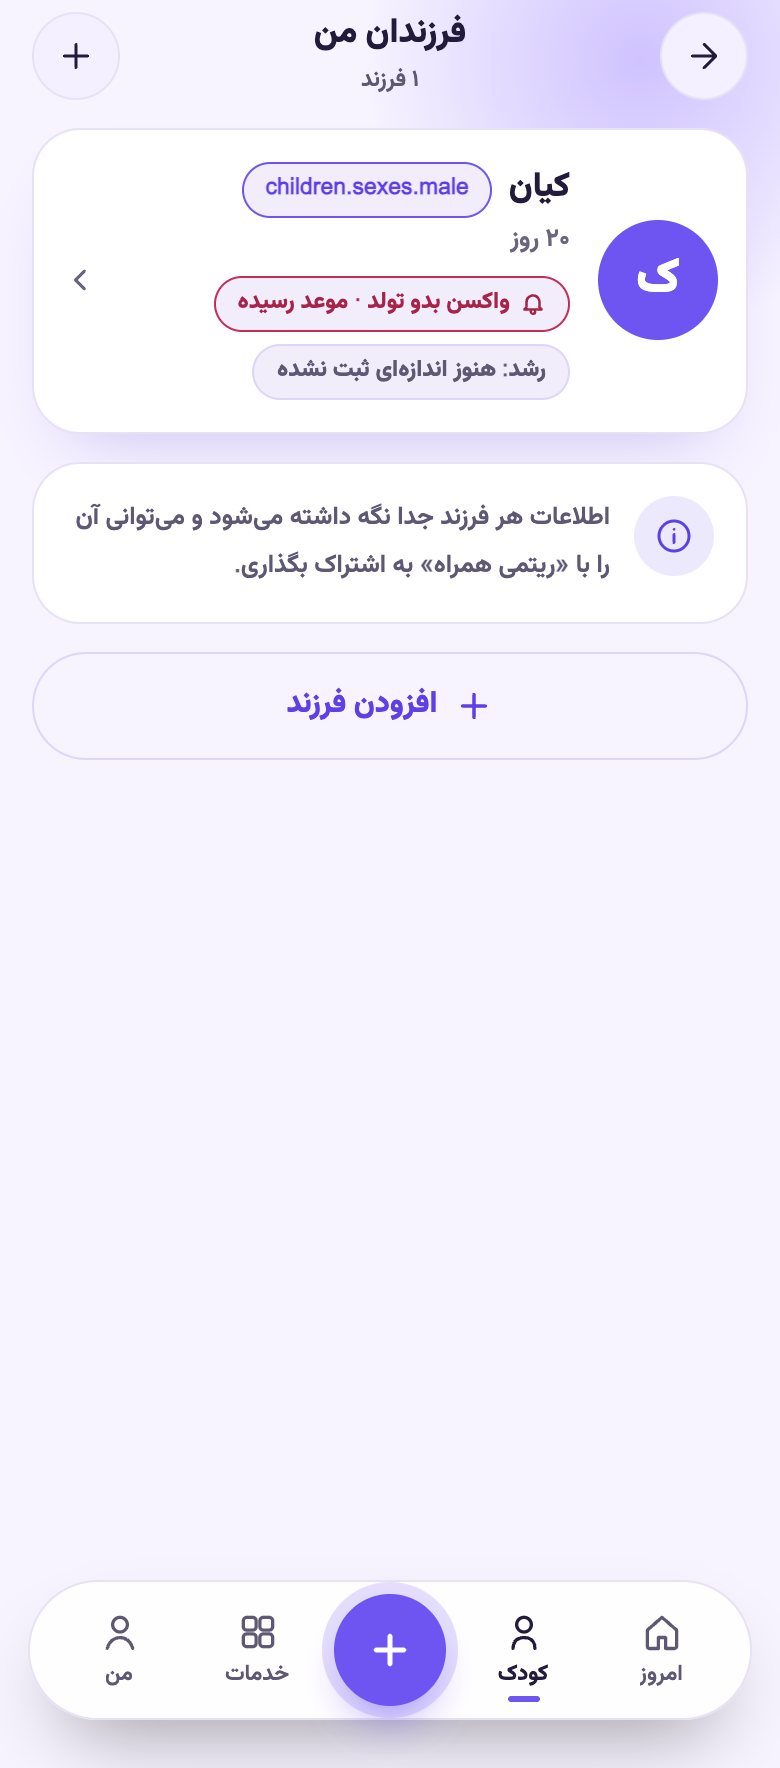 فرزندان من
۱ فرزند
کیان
children.sexes.male
۲۰ روز
واکسن بدو تولد · موعد رسیده
رشد: هنوز اندازه‌ای ثبت نشده
ک
اطلاعات هر فرزند جدا نگه داشته می‌شود و می‌توانی آن
را با «ریتمی همراه» به اشتراک بگذاری.
افزودن فرزند
امروز
کودک
خدمات
من